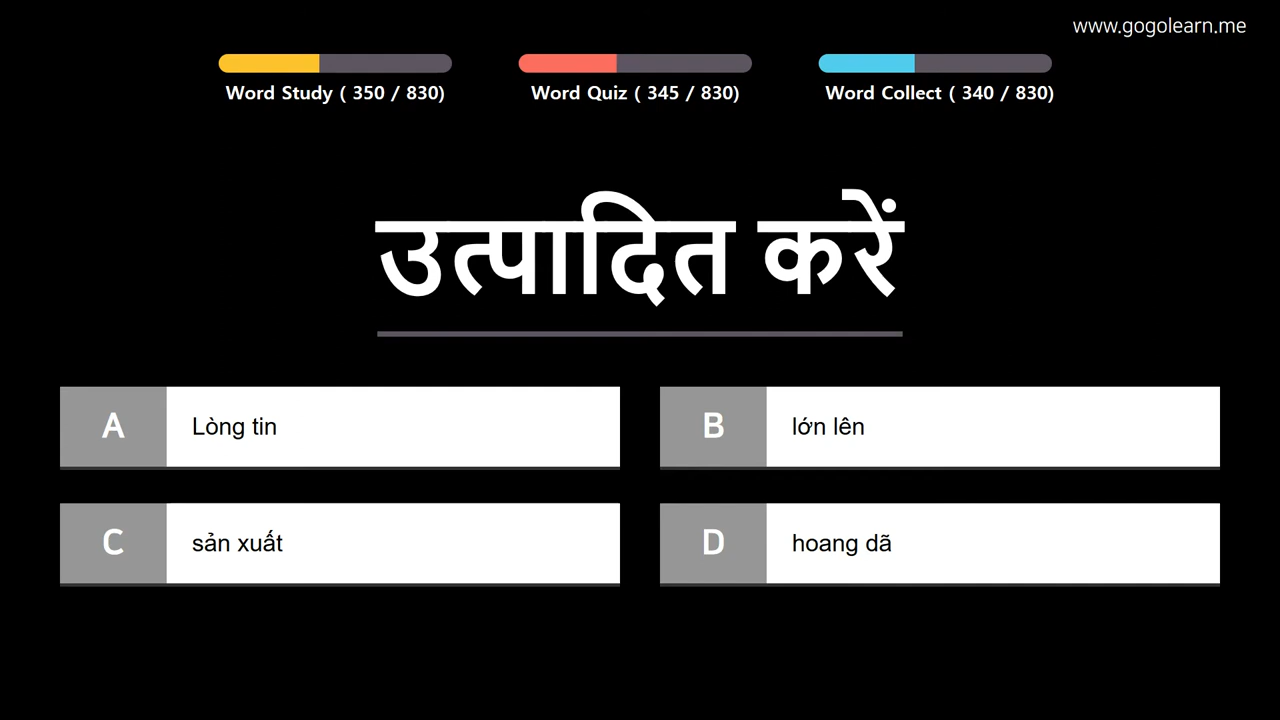 www.gogolearn.me
Word Study ( 350 / 830)
Word Quiz ( 345 / 830)
Word Collect ( 340 / 830)
उत्पादित करें
A
Lòng tin
B
lớn lên
C
sản xuất
D
hoang dã